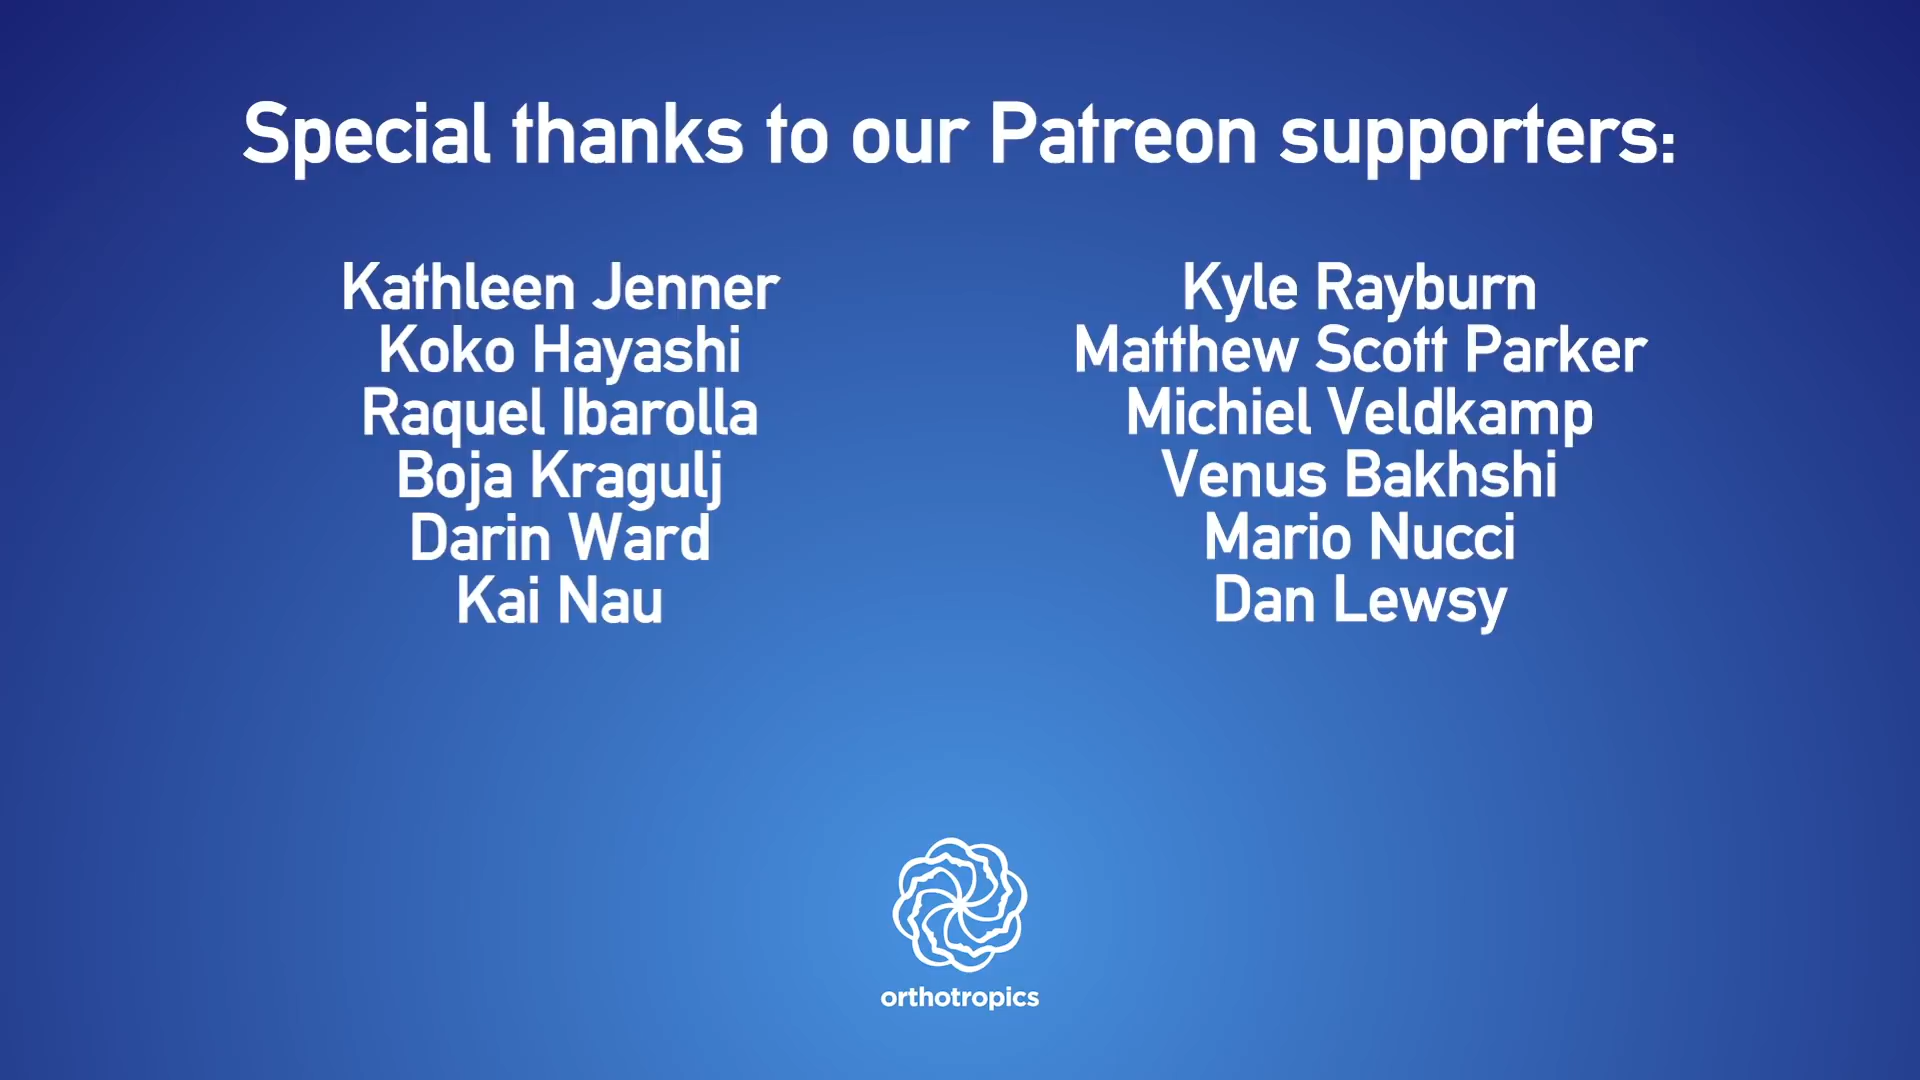 Special thanks to our Patreon supporters:
Kathleen Jenner
Koko Hayashi
Raquel Ibarolla
Boja Kragulj
Darin Ward
Kai Nau
Kyle Rayburn
Matthew Scott Parker
Michiel Veldkamp
Venus Bakhshi
Mario Nucci
Dan Lewsy
orthotropics